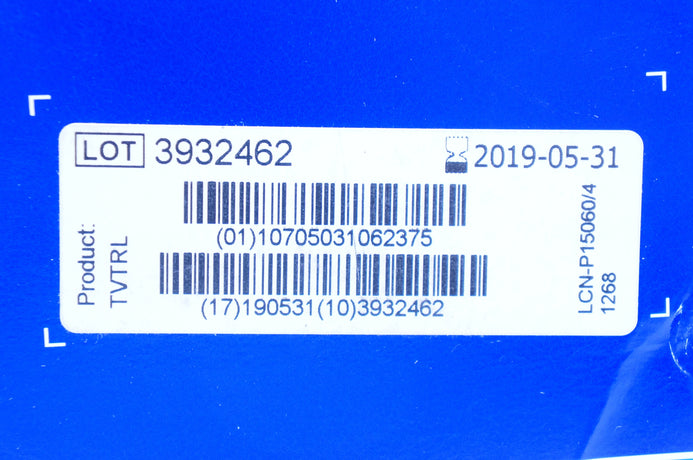 LOT 3932462
2019-05-31
(01)10705031062375
(17)190531(10)3932462
Product:
TVTRL
LCN-P15060/4
1268